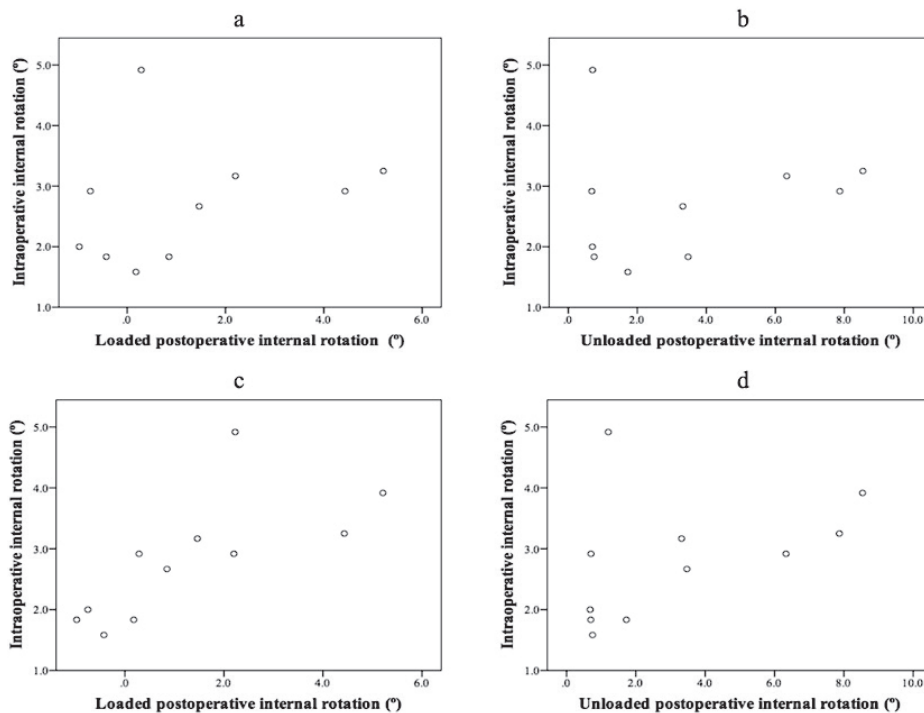 a
Intraoperative internal rotation (º)
5.0
4.0
3.0
2.0
1.0
.0 2.0 4.0 6.0
Loaded postoperative internal rotation (º)
b
Intraoperative internal rotation (º)
5.0
4.0
3.0
2.0
1.0
.0 2.0 4.0 6.0 8.0 10.0
Unloaded postoperative internal rotation (º)
c
Intraoperative internal rotation (º)
5.0
4.0
3.0
2.0
1.0
.0 2.0 4.0 6.0
Loaded postoperative internal rotation (º)
d
Intraoperative internal rotation (º)
5.0
4.0
3.0
2.0
1.0
.0 2.0 4.0 6.0 8.0 10.0
Unloaded postoperative internal rotation (º)